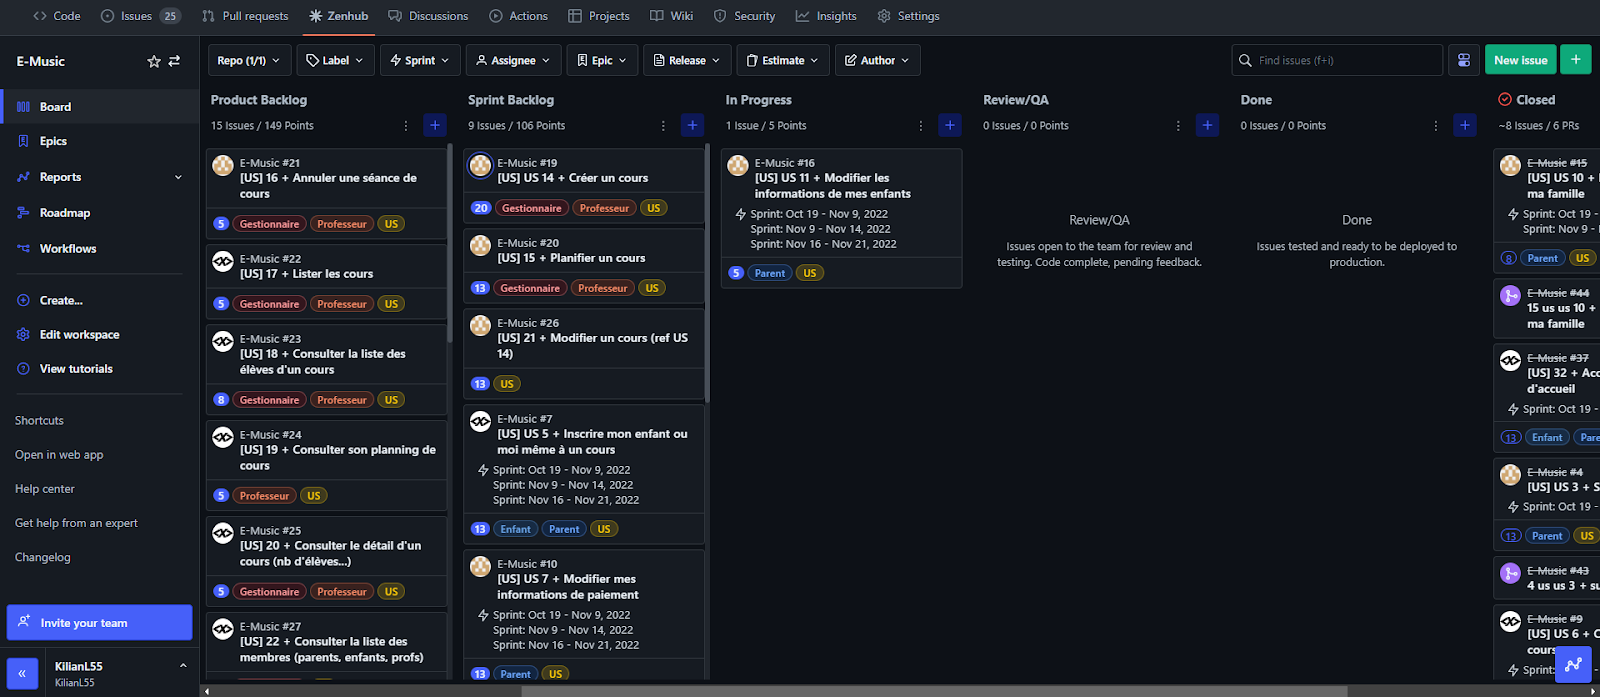 Code
Issues 25
Pull requests
Zenhub
Discussions
Actions
Projects
Wiki
Security
Insights
Settings
E-Music
Board
Epics
Reports
Roadmap
Workflows
Create...
Edit workspace
View tutorials
Shortcuts
Open in web app
Help center
Get help from an expert
Changelog
Invite your team
«
KilianL55
KilianL55
Repo (1/1)
Label
Sprint
Assignee
Epic
Release
Estimate
Author
Find issues (f+i)
New issue
+
Product Backlog
15 Issues / 149 Points
E-Music #21
[US] 16 + Annuler une séance de
cours
5 Gestionnaire Professeur US
E-Music #22
[US] 17 + Lister les cours
5 Gestionnaire Professeur US
E-Music #23
[US] 18 + Consulter la liste des
élèves d'un cours
8 Gestionnaire Professeur US
E-Music #24
[US] 19 + Consulter son planning de
cours
5 Professeur US
E-Music #25
[US] 20 + Consulter le détail d'un
cours (nb d'élèves...)
5 Gestionnaire Professeur US
E-Music #27
[US] 22 + Consulter la liste des
membres (parents, enfants, profs)
Sprint Backlog
9 Issues / 106 Points
E-Music #19
[US] US 14 + Créer un cours
20 Gestionnaire Professeur US
E-Music #20
[US] 15 + Planifier un cours
13 Gestionnaire Professeur US
E-Music #26
[US] 21 + Modifier un cours (ref US
14)
13 US
E-Music #7
[US] US 5 + Inscrire mon enfant ou
moi même à un cours
Sprint: Oct 19 - Nov 9, 2022
Sprint: Nov 9 - Nov 14, 2022
Sprint: Nov 16 - Nov 21, 2022
13 Enfant Parent US
E-Music #10
[US] US 7 + Modifier mes
informations de paiement
Sprint: Oct 19 - Nov 9, 2022
Sprint: Nov 9 - Nov 14, 2022
Sprint: Nov 16 - Nov 21, 2022
13 Parent US
In Progress
1 Issue / 5 Points
E-Music #16
[US] US 11 + Modifier les
informations de mes enfants
Sprint: Oct 19 - Nov 9, 2022
Sprint: Nov 9 - Nov 14, 2022
Sprint: Nov 16 - Nov 21, 2022
5 Parent US
Review/QA
0 Issues / 0 Points
Review/QA
Issues open to the team for review and
testing. Code complete, pending feedback.
Done
0 Issues / 0 Points
Done
Issues tested and ready to be deployed to
production.
Closed
~8 Issues / 6 PRs
E-Music #15
[US] US 10 +
ma famille
Sprint: Oct 19 -
Sprint: Nov 9 -
8 Parent US
E-Music #44
15 us us 10 +
ma famille
E-Music #37
[US] 32 + Acc
d'accueil
Sprint: Oct 19 -
13 Enfant Pare
E-Music #4
[US] US 3 + S
Sprint: Oct 19 -
13 Parent US
E-Music #43
4 us us 3 + su
E-Music #9
[US] US 6 + C
cours
Sprint: